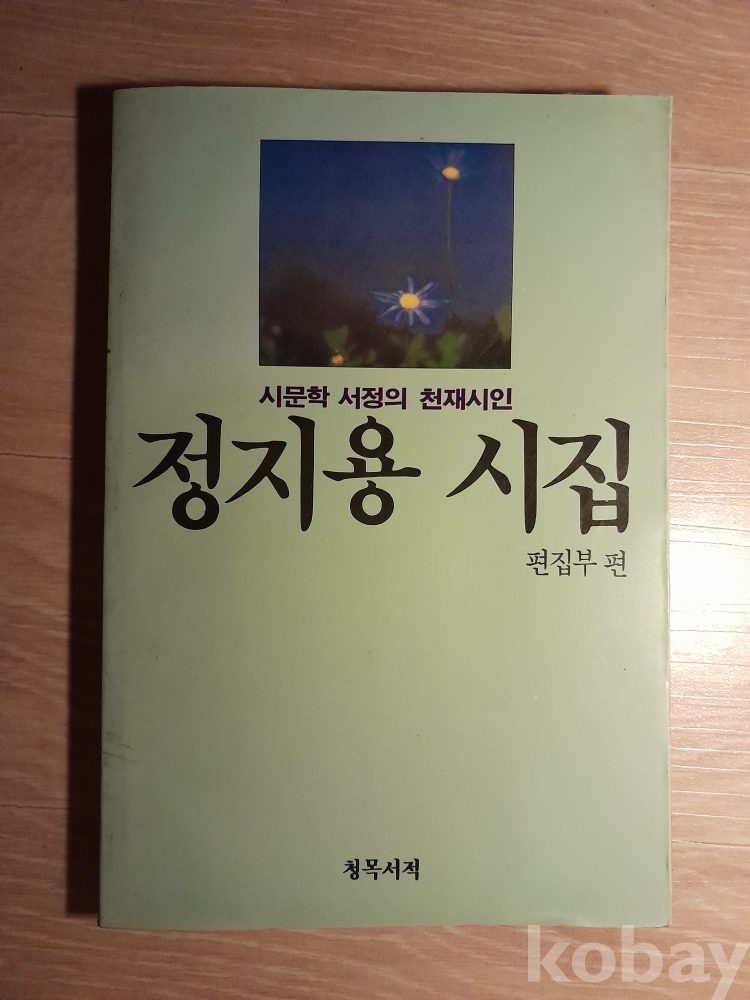 시문학 서정의 천재시인
정지용 시집
편집부 편
청목서적
kobay